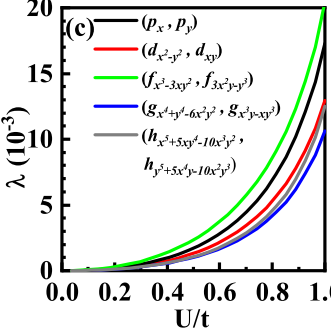 20
(c)
(p_x , p_y)
(d_{x²-y²} , d_{xy})
15
(f_{x³-3xy²} , f_{3x²y-y³})
(g_{x⁴+y⁴-6x²y²} , g_{x³y-xy³})
10
(h_{x⁵+5xy⁴-10x³y²} ,
h_{y⁵+5x⁴y-10x²y³})
5
0
λ (10⁻³)
0.0 0.2 0.4 0.6 0.8 1.0
U/t